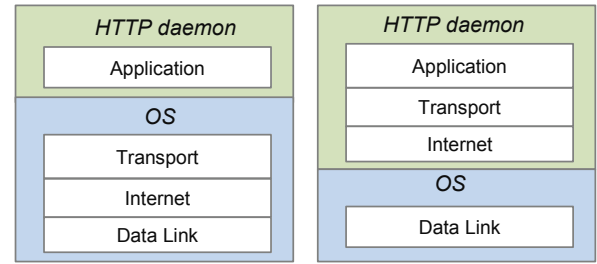 HTTP daemon
Application
OS
Transport
Internet
Data Link
HTTP daemon
Application
Transport
Internet
OS
Data Link